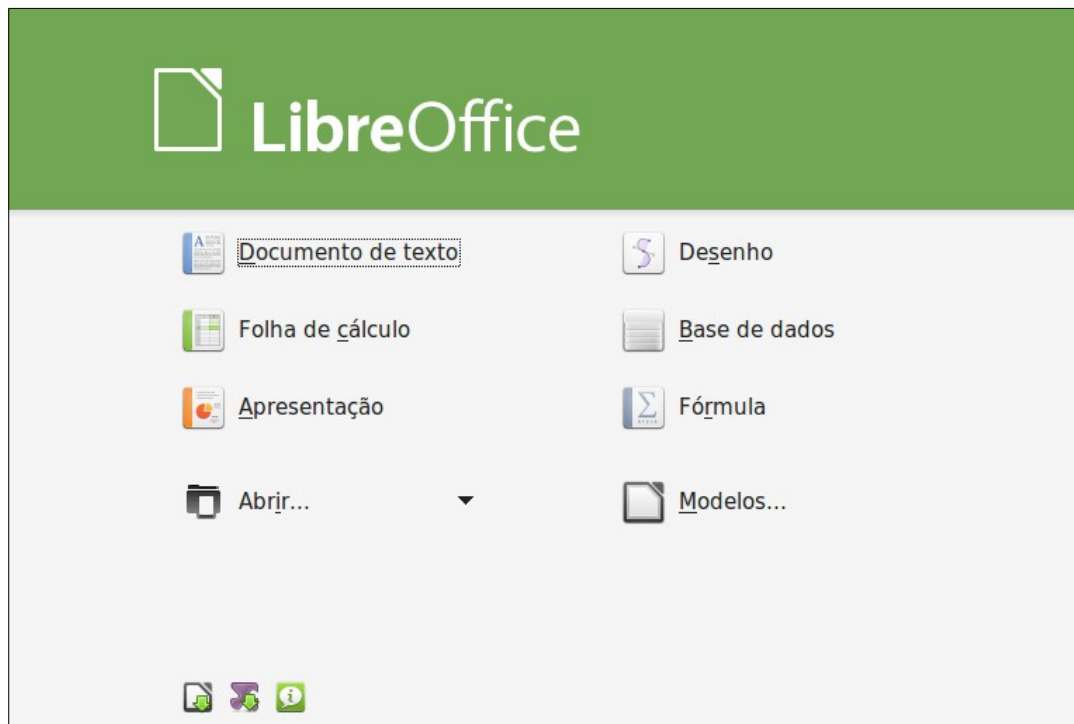 LibreOffice
Documento de texto
Desenho
Folha de cálculo
Base de dados
Apresentação
Fórmula
Abrir...
Modelos...